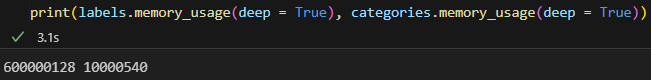 print(labels.memory_usage(deep = True), categories.memory_usage(deep = True))
✓ 3.1s
600000128 10000540